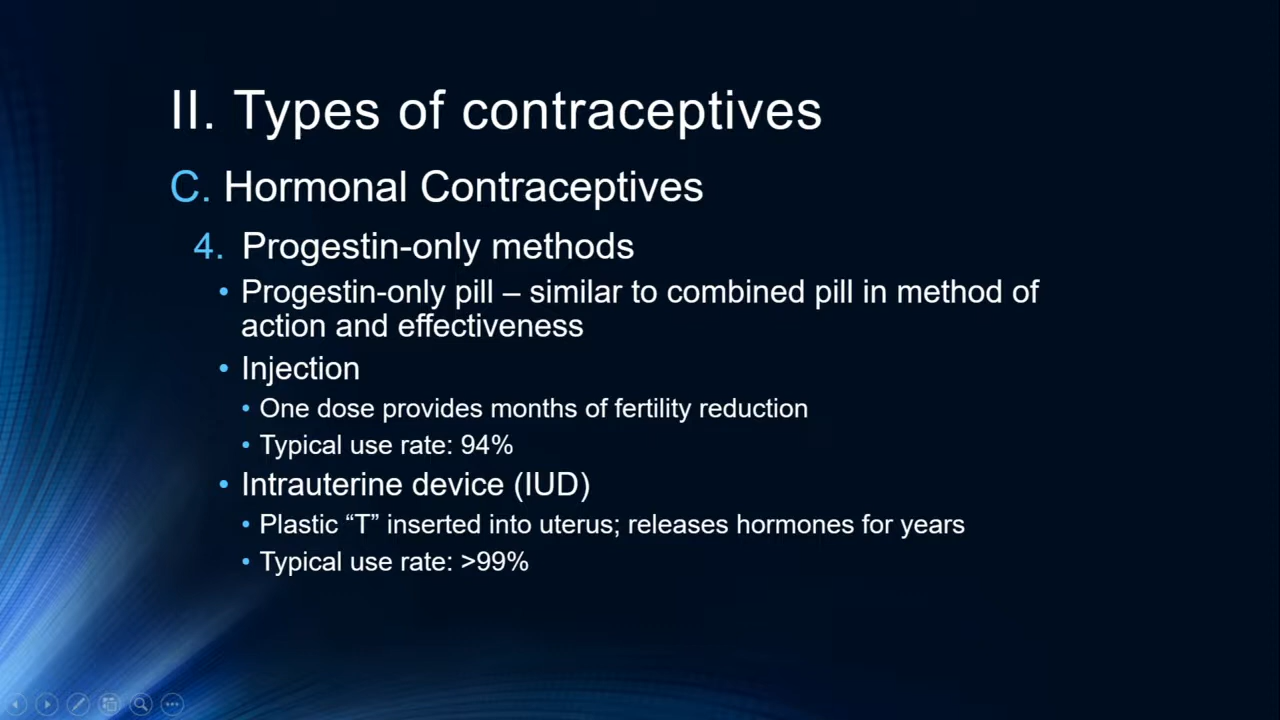 II. Types of contraceptives
C. Hormonal Contraceptives
4. Progestin-only methods
• Progestin-only pill – similar to combined pill in method of
action and effectiveness
• Injection
• One dose provides months of fertility reduction
• Typical use rate: 94%
• Intrauterine device (IUD)
• Plastic “T” inserted into uterus; releases hormones for years
• Typical use rate: >99%